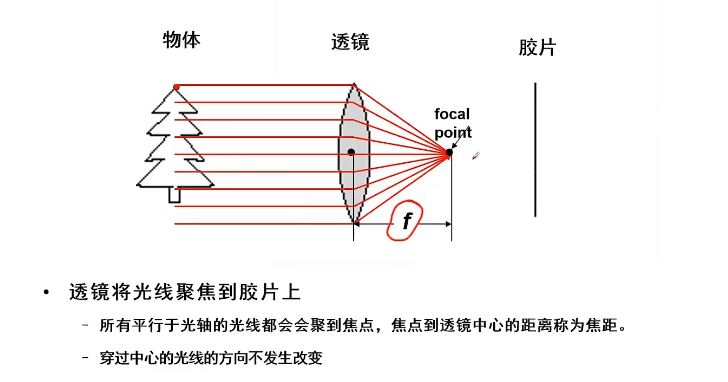 物体
透镜
胶片
focal
point
f
• 透镜将光线聚焦到胶片上
– 所有平行于光轴的光线都会会聚到焦点，焦点到透镜中心的距离称为焦距。
– 穿过中心的光线的方向不发生改变